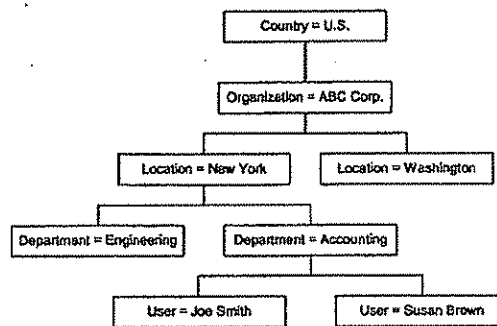 Country = U.S.
Organization = ABC Corp.
Location = New York
Location = Washington
Department = Engineering
Department = Accounting
User = Joe Smith
User = Susan Brown